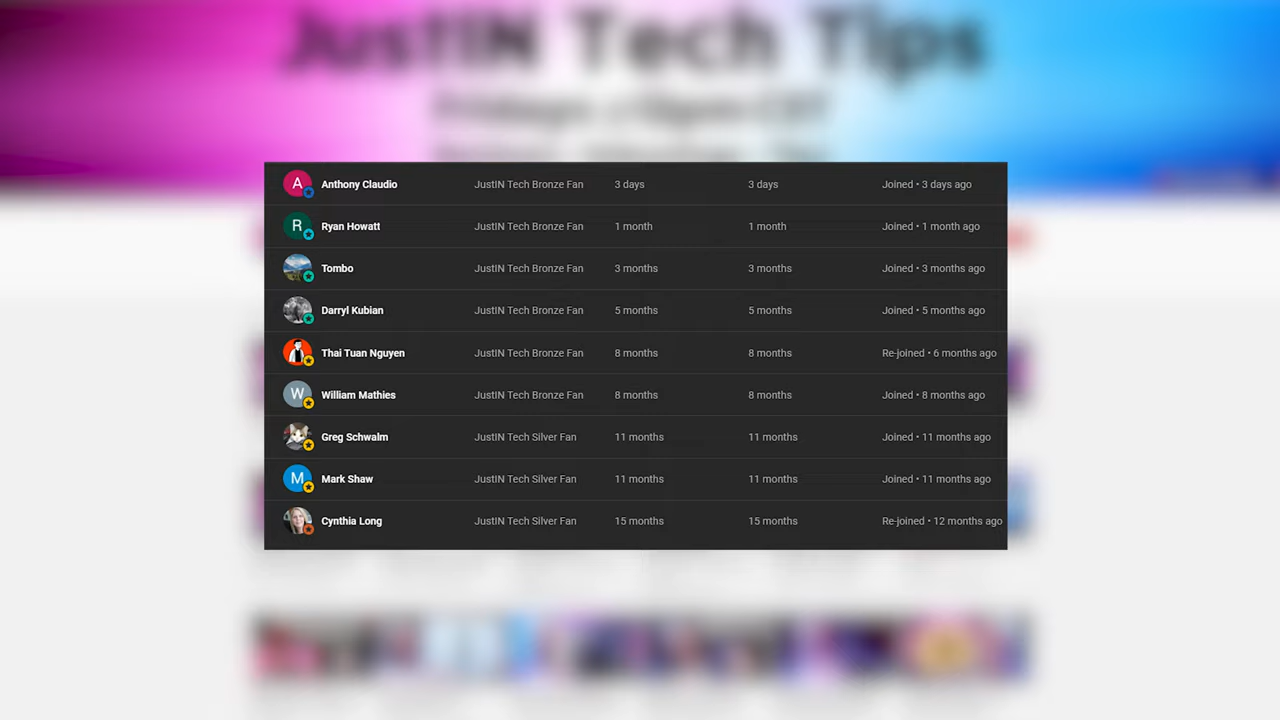 JustIN Tech Tips
A Anthony Claudio JustIN Tech Bronze Fan 3 days 3 days Joined • 3 days ago
R Ryan Howatt JustIN Tech Bronze Fan 1 month 1 month Joined • 1 month ago
Tombo JustIN Tech Bronze Fan 3 months 3 months Joined • 3 months ago
Darryl Kubian JustIN Tech Bronze Fan 5 months 5 months Joined • 5 months ago
Thai Tuan Nguyen JustIN Tech Bronze Fan 8 months 8 months Re-joined • 6 months ago
W William Mathies JustIN Tech Bronze Fan 8 months 8 months Joined • 8 months ago
Greg Schwalm JustIN Tech Silver Fan 11 months 11 months Joined • 11 months ago
M Mark Shaw JustIN Tech Silver Fan 11 months 11 months Joined • 11 months ago
Cynthia Long JustIN Tech Silver Fan 15 months 15 months Re-joined • 12 months ago